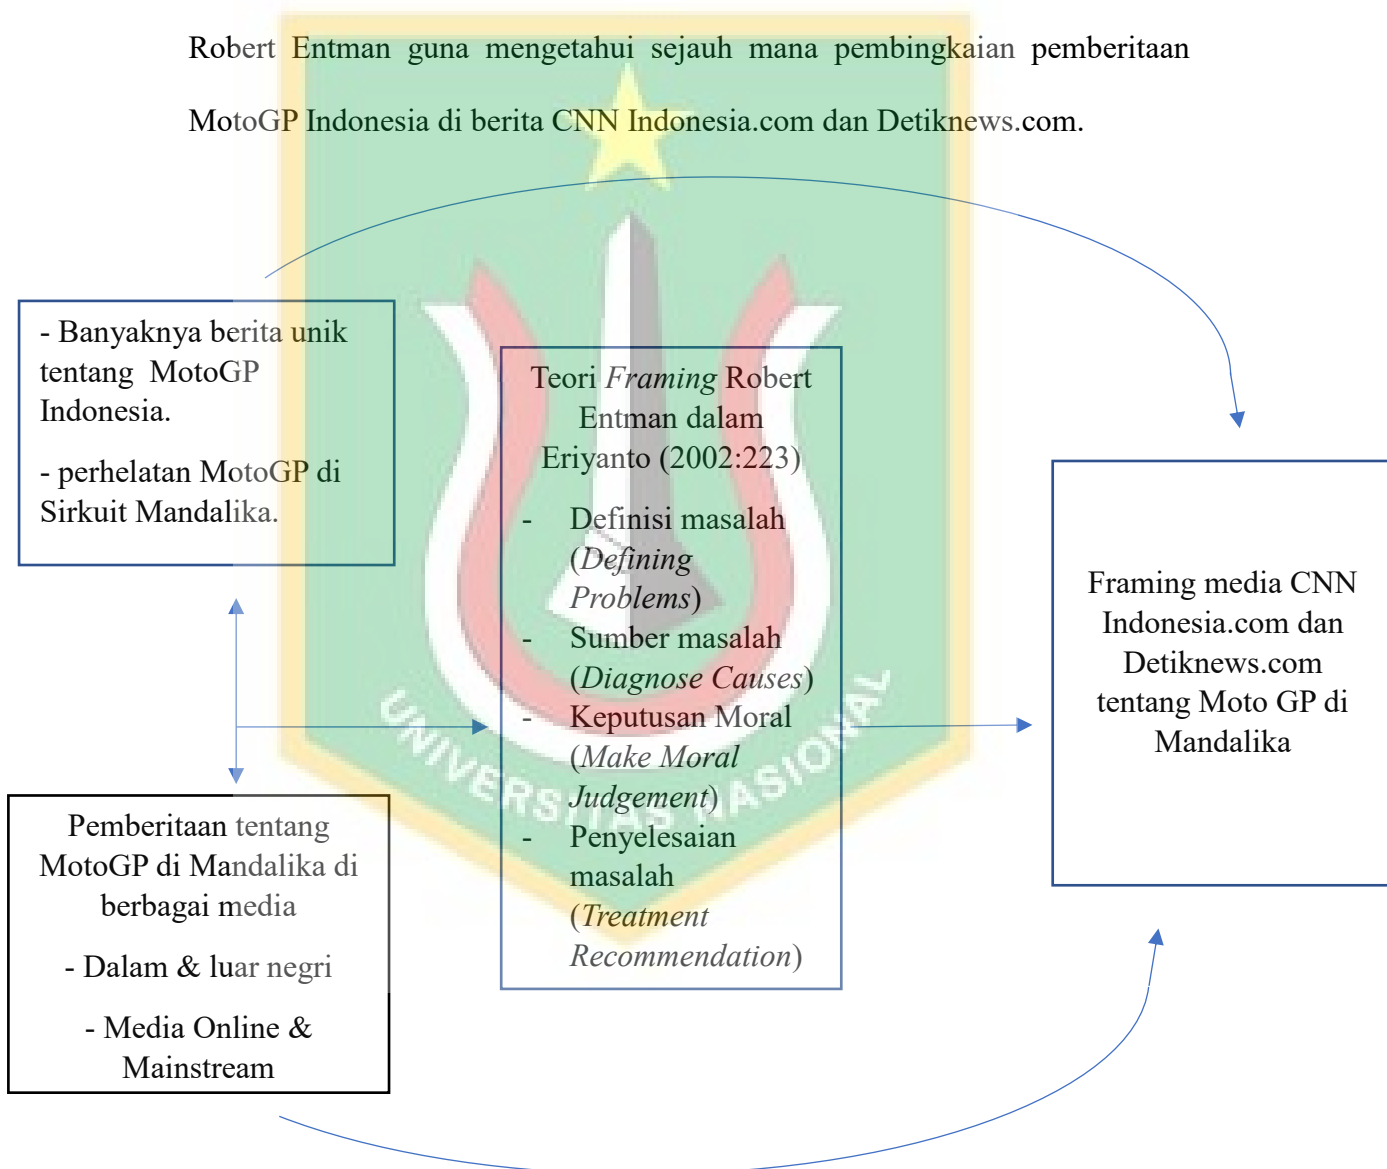 Robert Entman guna mengetahui sejauh mana pembingkaian pemberitaan
MotoGP Indonesia di berita CNN Indonesia.com dan Detiknews.com.
- Banyaknya berita unik
tentang MotoGP
Indonesia.
- perhelatan MotoGP di
Sirkuit Mandalika.
Pemberitaan tentang
MotoGP di Mandalika di
berbagai media
- Dalam & luar negri
- Media Online &
Mainstream
Teori Framing Robert
Entman dalam
Eriyanto (2002:223)
- Definisi masalah
(Defining
Problems)
- Sumber masalah
(Diagnose Causes)
- Keputusan Moral
(Make Moral
Judgement)
- Penyelesaian
masalah
(Treatment
Recommendation)
Framing media CNN
Indonesia.com dan
Detiknews.com
tentang Moto GP di
Mandalika
UNIVERSITAS NASIONAL